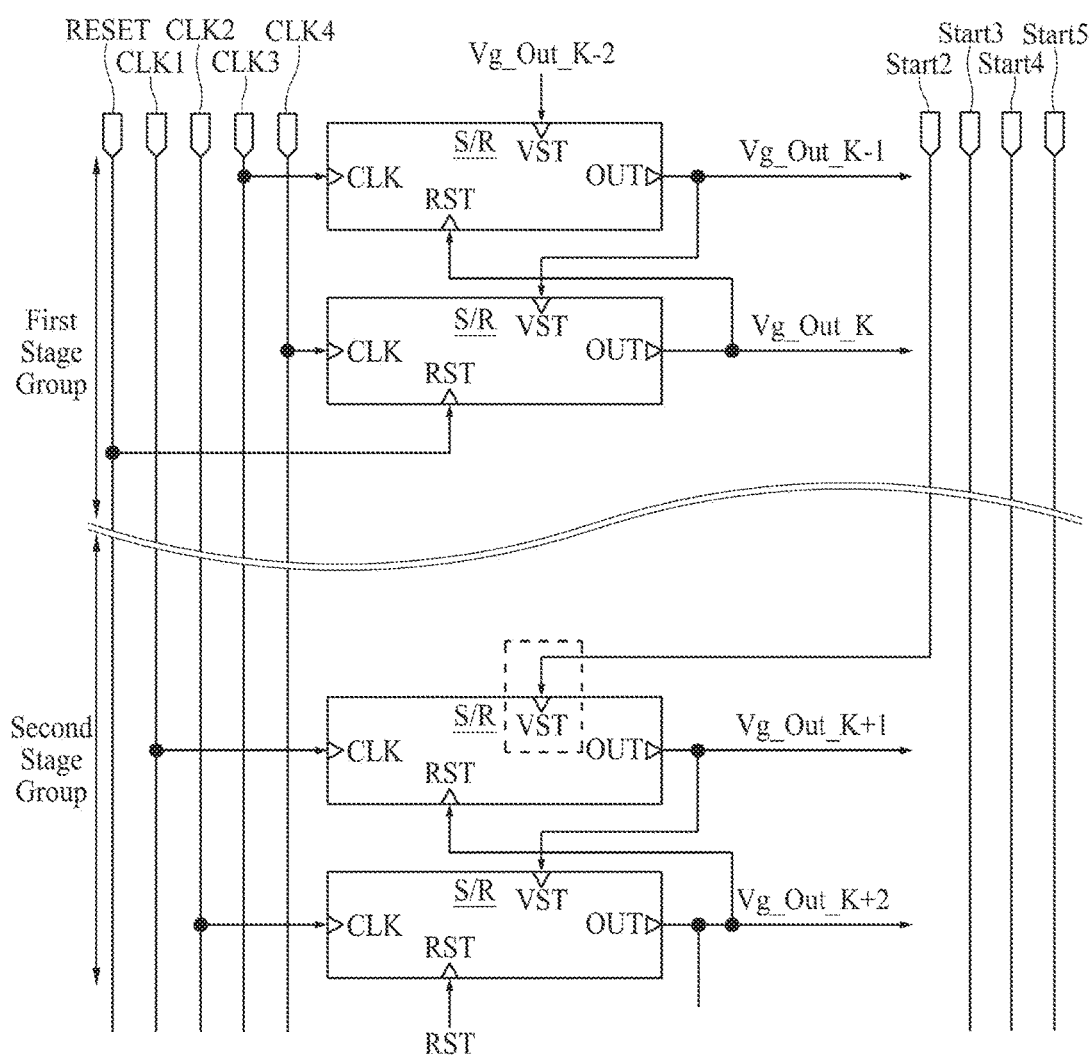 RESET
CLK1
CLK2
CLK3
CLK4
Vg_Out_K-2
Start2
Start3
Start4
Start5
S/R
VST
CLK
RST
OUT
Vg_Out_K-1
First
Stage
Group
S/R
VST
CLK
RST
OUT
Vg_Out_K
Second
Stage
Group
S/R
VST
CLK
RST
OUT
Vg_Out_K+1
S/R
VST
CLK
RST
OUT
Vg_Out_K+2
RST